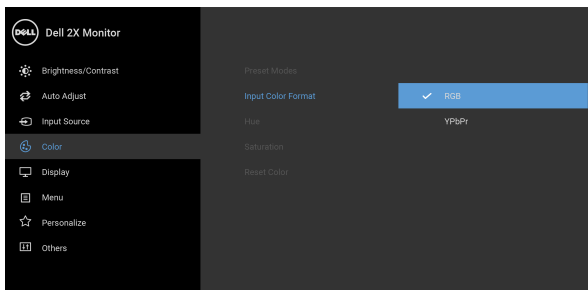 DELL Dell 2X Monitor
Brightness/Contrast
Auto Adjust
Input Source
Color
Display
Menu
Personalize
Others
Preset Modes
Input Color Format
Hue
Saturation
Reset Color
RGB
YPbPr